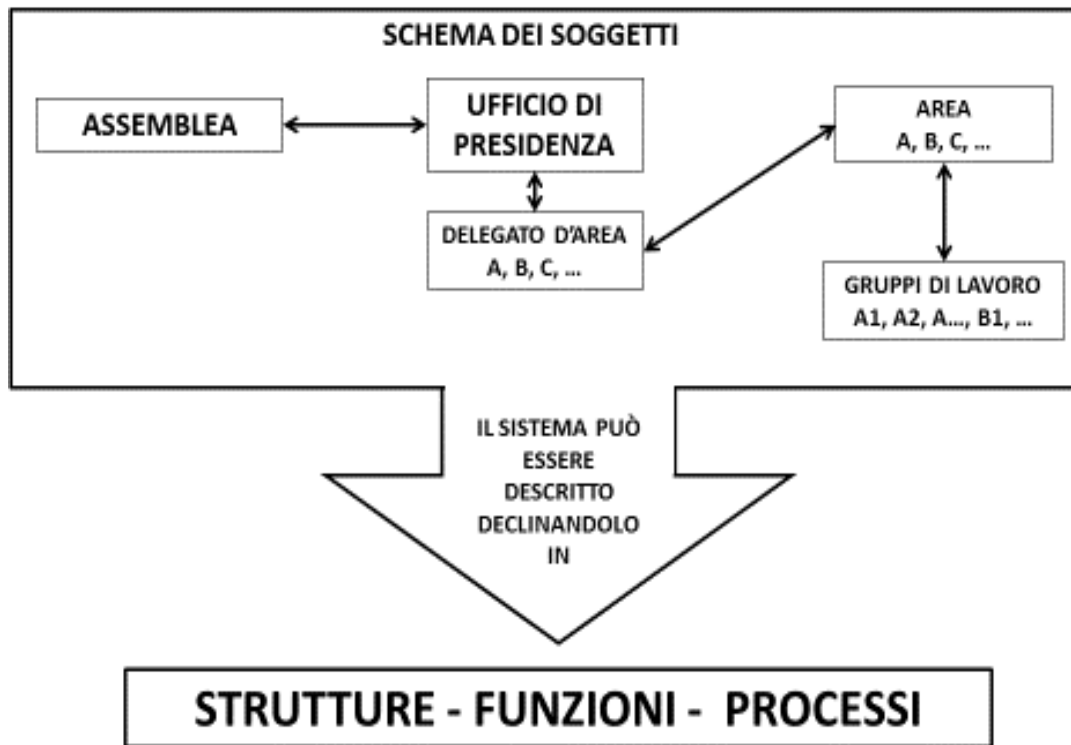 SCHEMA DEI SOGGETTI
ASSEMBLEA
UFFICIO DI
PRESIDENZA
DELEGATO D'AREA
A, B, C, ...
AREA
A, B, C, ...
GRUPPI DI LAVORO
A1, A2, A..., B1, ...
IL SISTEMA PUÒ
ESSERE
DESCRITTO
DECLINANDOLO
IN
STRUTTURE - FUNZIONI - PROCESSI